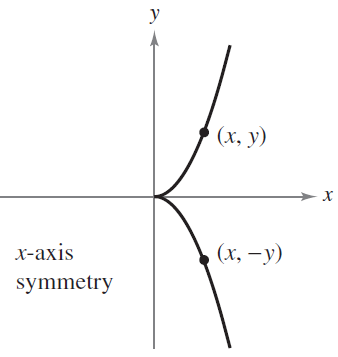 y
(x, y)
x
(x, −y)
x-axis
symmetry